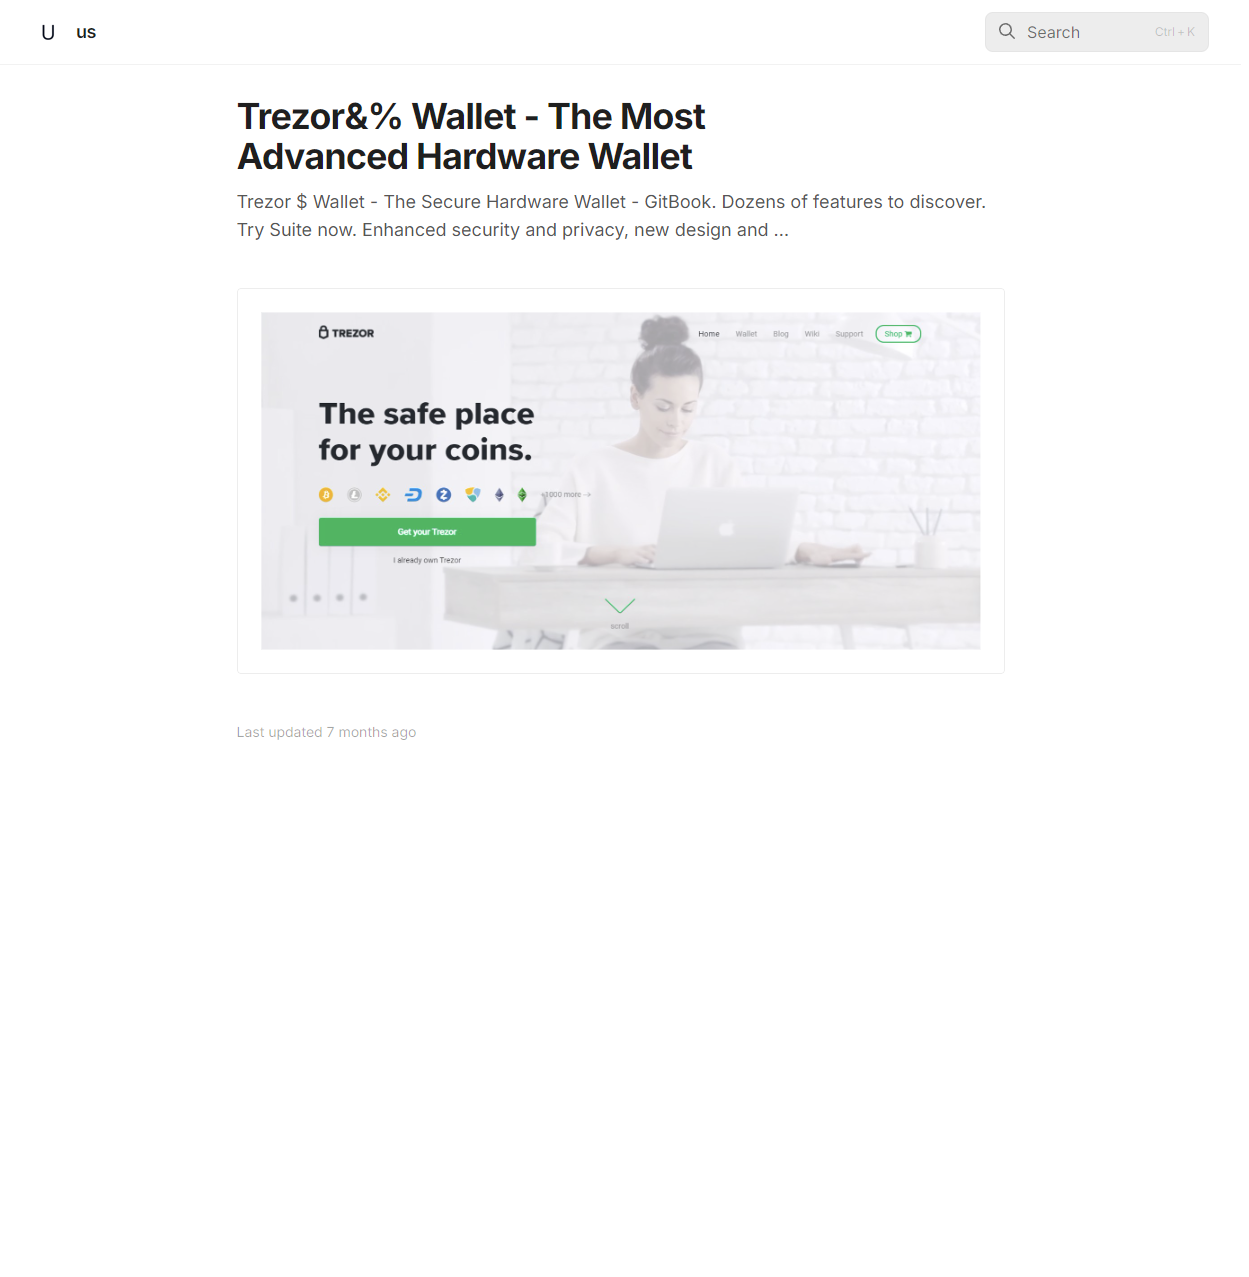 U us
Search Ctrl + K
Trezor&% Wallet - The Most
Advanced Hardware Wallet
Trezor $ Wallet - The Secure Hardware Wallet - GitBook. Dozens of features to discover.
Try Suite now. Enhanced security and privacy, new design and ...
TREZOR
Home Wallet Blog Wiki Support Shop
The safe place
for your coins.
+1000 more -->
Get your Trezor
I already own Trezor
scroll
Last updated 7 months ago